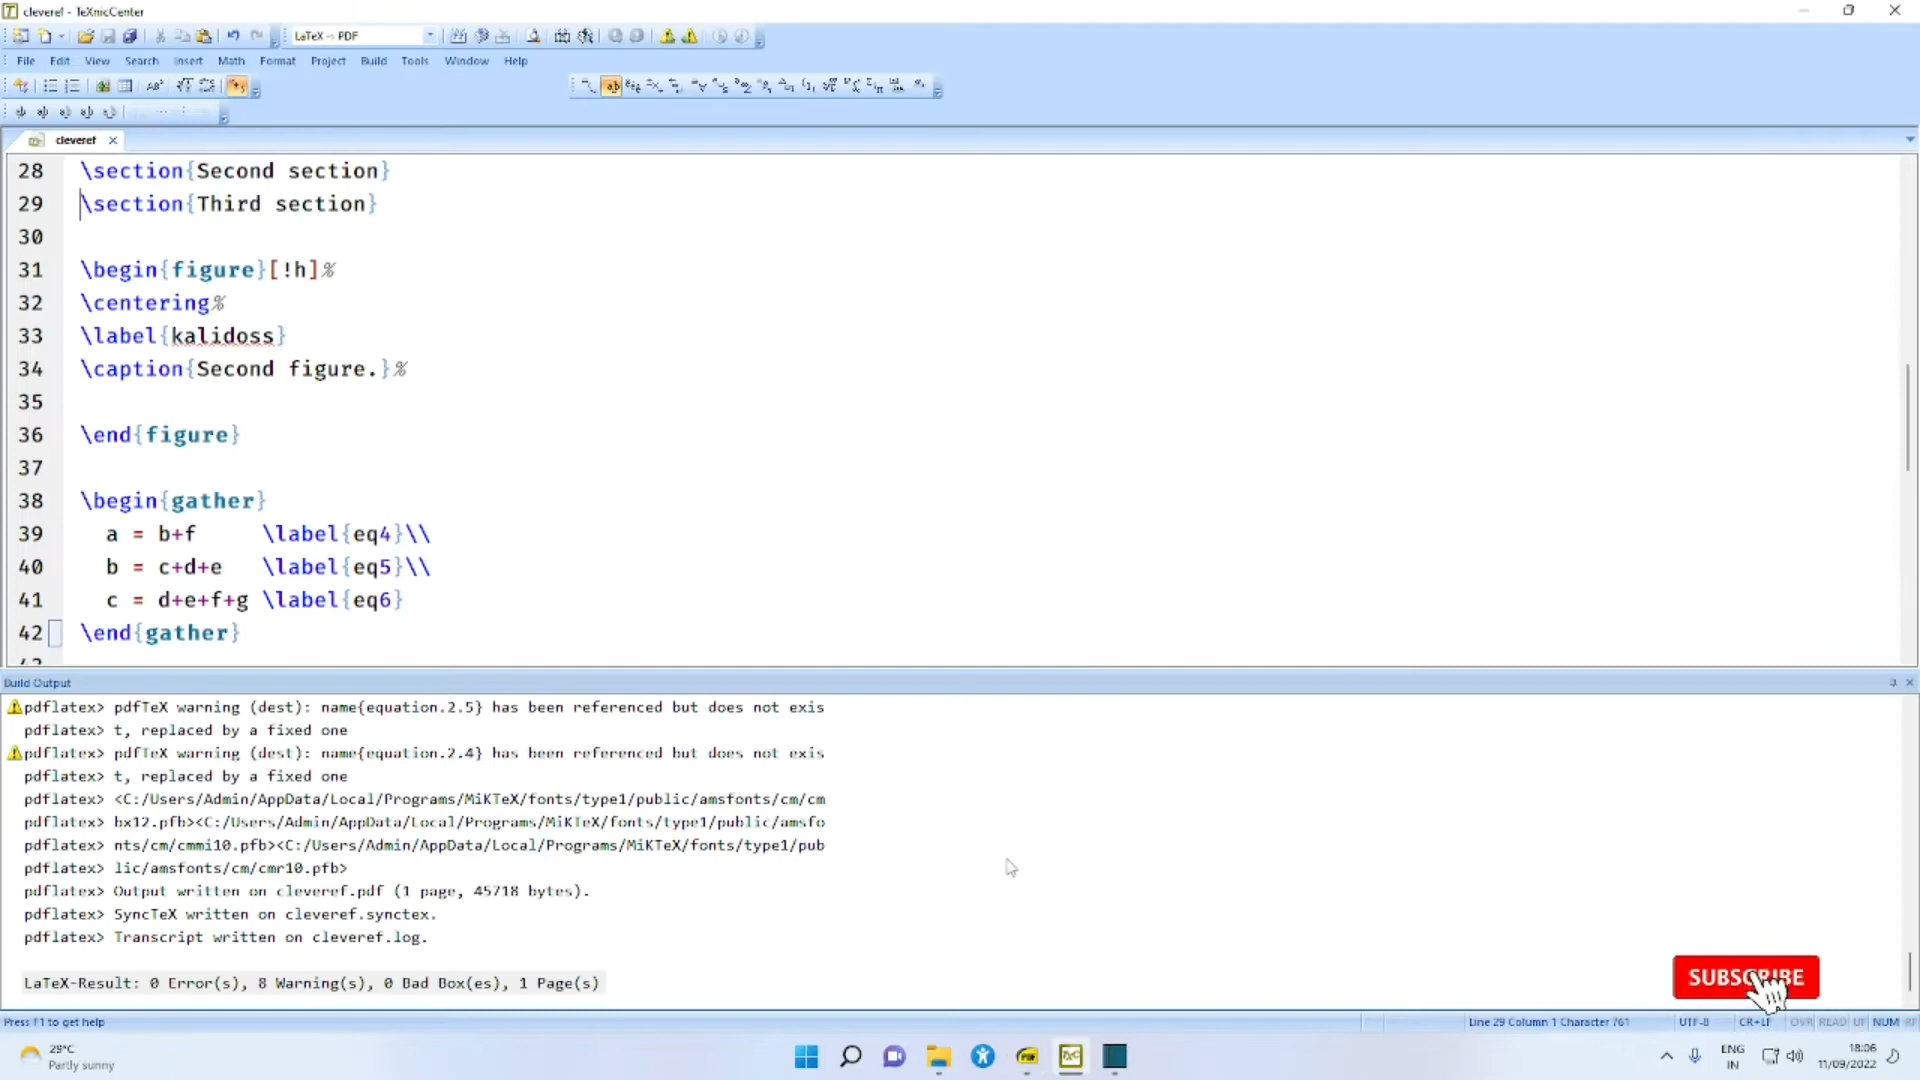 cleveref - TeXnicCenter
LaTeX ⇨ PDF
File Edit View Search Insert Math Format Project Build Tools Window Help
cleveref
28 \section{Second section}
29 \section{Third section}
30
31 \begin{figure}[!h]%
32 \centering%
33 \label{kalidoss}
34 \caption{Second figure.}%
35
36 \end{figure}
37
38 \begin{gather}
39 a = b+f \label{eq4}\\
40 b = c+d+e \label{eq5}\\
41 c = d+e+f+g \label{eq6}
42 \end{gather}
Build Output
pdflatex> pdfTeX warning (dest): name{equation.2.5} has been referenced but does not exis
pdflatex> t, replaced by a fixed one
pdflatex> pdfTeX warning (dest): name{equation.2.4} has been referenced but does not exis
pdflatex> t, replaced by a fixed one
pdflatex> <C:/Users/Admin/AppData/Local/Programs/MiKTeX/fonts/type1/public/amsfonts/cm/cm
pdflatex> bx12.pfb><C:/Users/Admin/AppData/Local/Programs/MiKTeX/fonts/type1/public/amsfo
pdflatex> nts/cm/cmmi10.pfb><C:/Users/Admin/AppData/Local/Programs/MiKTeX/fonts/type1/pub
pdflatex> lic/amsfonts/cm/cmr10.pfb>
pdflatex> Output written on cleveref.pdf (1 page, 45718 bytes).
pdflatex> SyncTeX written on cleveref.synctex.
pdflatex> Transcript written on cleveref.log.
LaTeX-Result: 0 Error(s), 8 Warning(s), 0 Bad Box(es), 1 Page(s)
SUBSCRIBE
Press F1 to get help
Line 29 Column 1 Character 761 UTF-8 CR+LF OVR READ NUM
29°C
Partly sunny
ENG
IN
18:06
11/09/2022